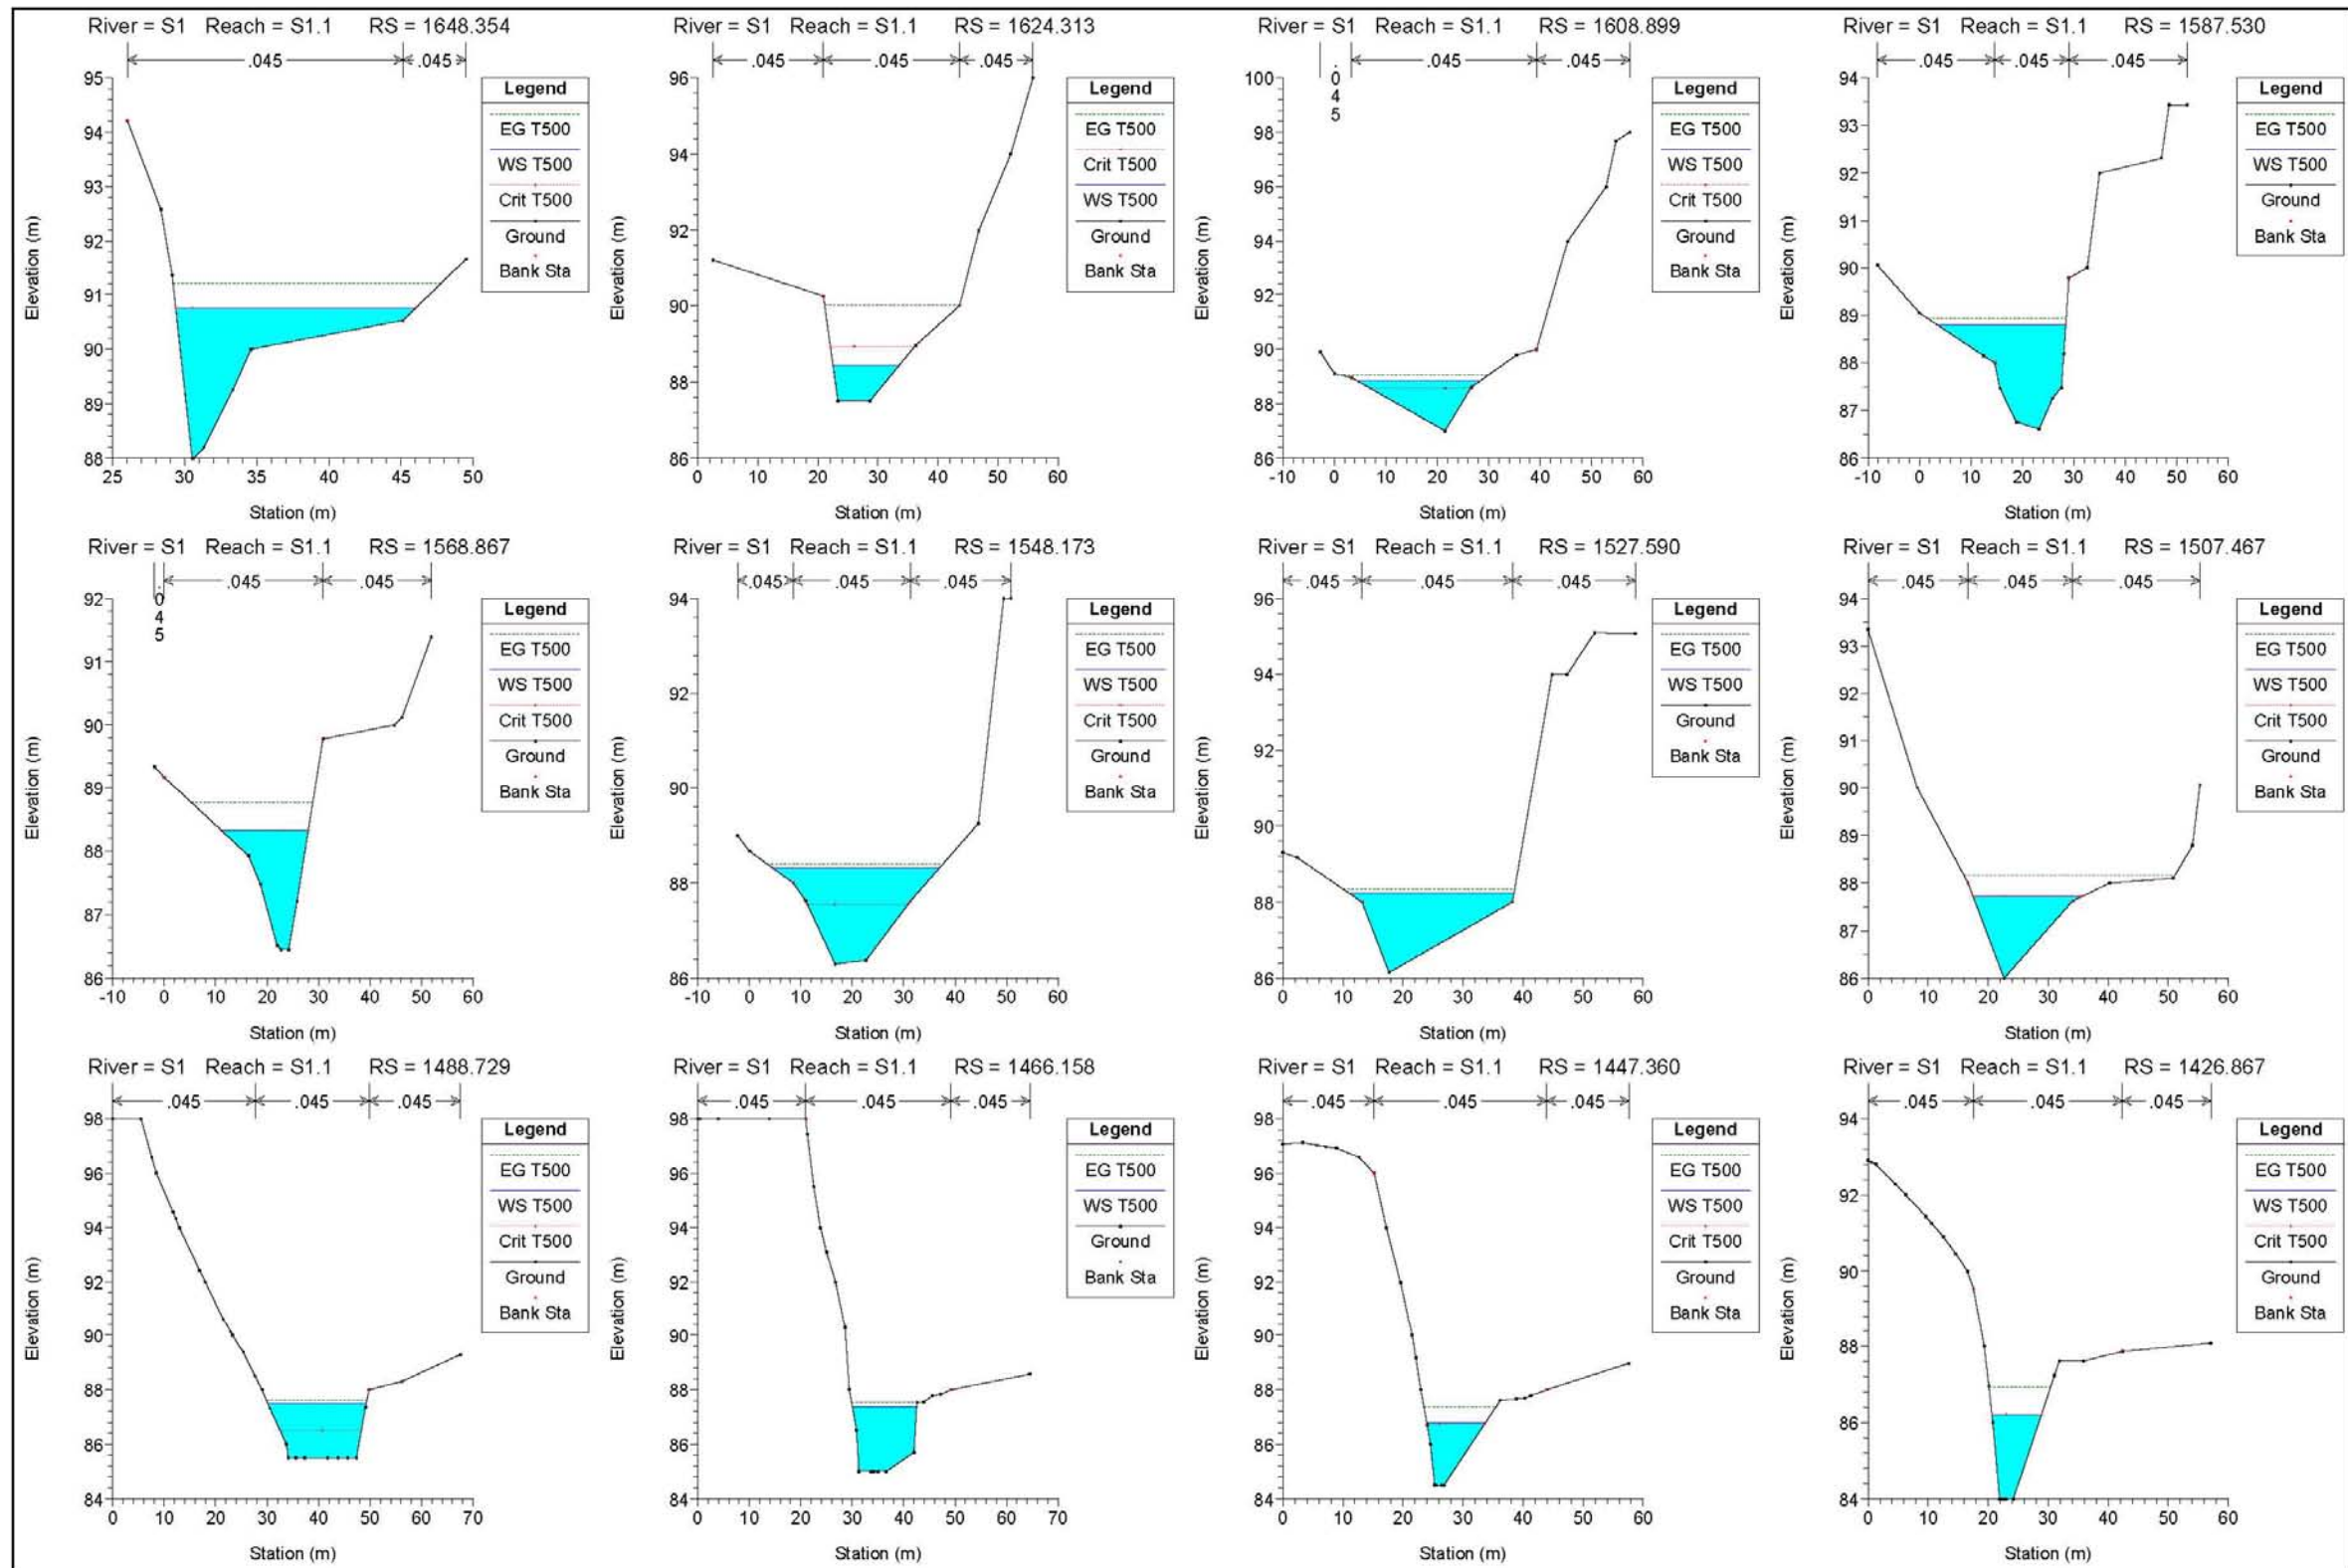 River = S1 Reach = S1.1 RS = 1648.354
.045 .045
Legend
EG T500
WS T500
Crit T500
Ground
Bank Sta
Elevation (m)
95
94
93
92
91
90
89
88
25 30 35 40 45 50
Station (m)
River = S1 Reach = S1.1 RS = 1624.313
.045 .045 .045
Legend
EG T500
Crit T500
WS T500
Ground
Bank Sta
Elevation (m)
96
94
92
90
88
86
0 10 20 30 40 50 60
Station (m)
River = S1 Reach = S1.1 RS = 1608.899
.045 .045 .045
Legend
EG T500
WS T500
Crit T500
Ground
Bank Sta
Elevation (m)
100
98
96
94
92
90
88
86
-10 0 10 20 30 40 50 60
Station (m)
River = S1 Reach = S1.1 RS = 1587.530
.045 .045 .045
Legend
EG T500
WS T500
Ground
Bank Sta
Elevation (m)
94
93
92
91
90
89
88
87
86
-10 0 10 20 30 40 50 60
Station (m)
River = S1 Reach = S1.1 RS = 1568.867
.045 .045 .045
Legend
EG T500
WS T500
Crit T500
Ground
Bank Sta
Elevation (m)
92
91
90
89
88
87
86
-10 0 10 20 30 40 50 60
Station (m)
River = S1 Reach = S1.1 RS = 1548.173
.045 .045 .045
Legend
EG T500
WS T500
Crit T500
Ground
Bank Sta
Elevation (m)
94
92
90
88
86
-10 0 10 20 30 40 50 60
Station (m)
River = S1 Reach = S1.1 RS = 1527.590
.045 .045 .045
Legend
EG T500
WS T500
Ground
Bank Sta
Elevation (m)
96
94
92
90
88
86
0 10 20 30 40 50 60
Station (m)
River = S1 Reach = S1.1 RS = 1507.467
.045 .045 .045
Legend
EG T500
WS T500
Crit T500
Ground
Bank Sta
Elevation (m)
94
93
92
91
90
89
88
87
86
0 10 20 30 40 50 60
Station (m)
River = S1 Reach = S1.1 RS = 1488.729
.045 .045 .045
Legend
EG T500
WS T500
Crit T500
Ground
Bank Sta
Elevation (m)
98
96
94
92
90
88
86
84
0 10 20 30 40 50 60 70
Station (m)
River = S1 Reach = S1.1 RS = 1466.158
.045 .045 .045
Legend
EG T500
WS T500
Ground
Bank Sta
Elevation (m)
98
96
94
92
90
88
86
84
0 10 20 30 40 50 60 70
Station (m)
River = S1 Reach = S1.1 RS = 1447.360
.045 .045 .045
Legend
EG T500
WS T500
Crit T500
Ground
Bank Sta
Elevation (m)
98
96
94
92
90
88
86
84
0 10 20 30 40 50 60
Station (m)
River = S1 Reach = S1.1 RS = 1426.867
.045 .045 .045
Legend
EG T500
WS T500
Crit T500
Ground
Bank Sta
Elevation (m)
94
92
90
88
86
84
0 10 20 30 40 50 60
Station (m)